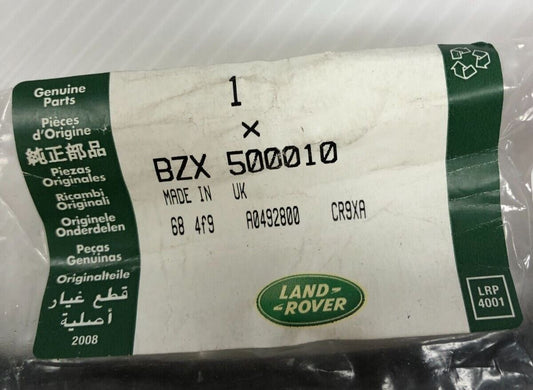 Genuine
Parts
Pièces
d'Origine
純正部品
Piezas
Originales
Ricambi
Originali
Originele
Onderdelen
Peças
Genuinas
Originalteile
قطع غيار
أصلية
2008
1
x
BZX 500010
MADE IN UK
68 4f9 A0492800 CR9XA
LAND
ROVER
LRP
4001